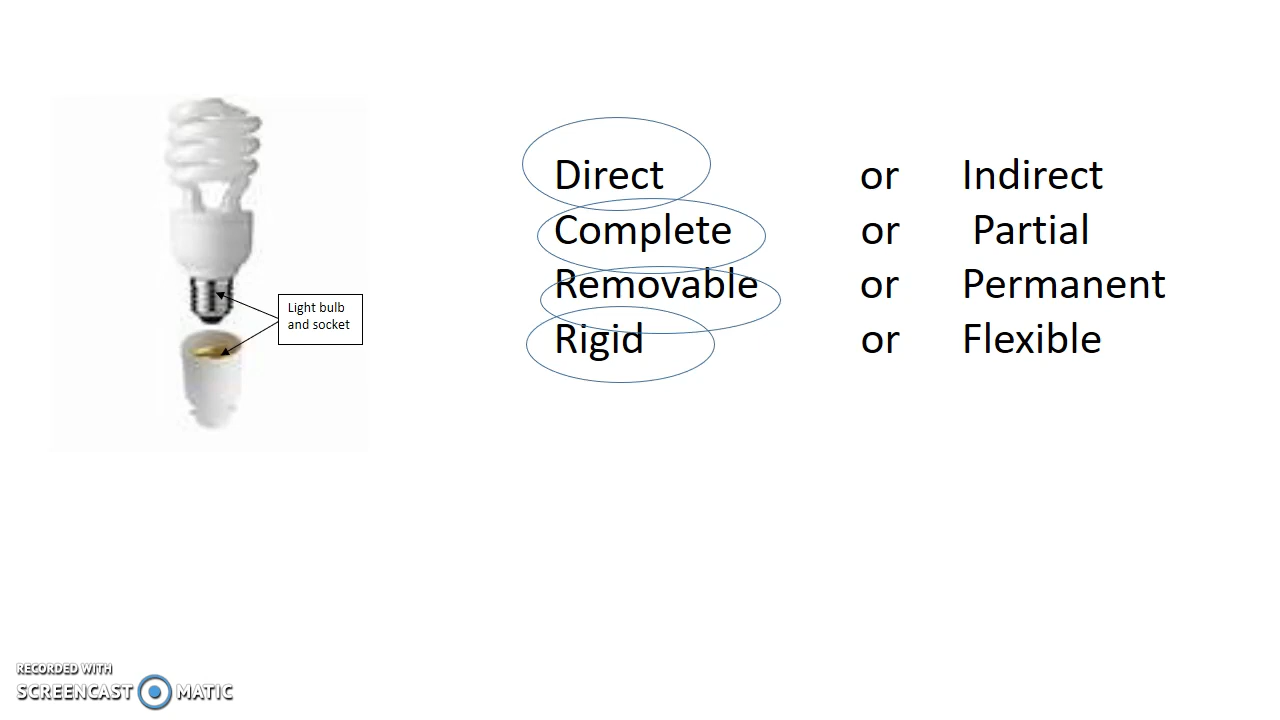 Direct or Indirect
Complete or Partial
Removable or Permanent
Rigid or Flexible
Light bulb
and socket
RECORDED WITH
SCREENCAST MATIC